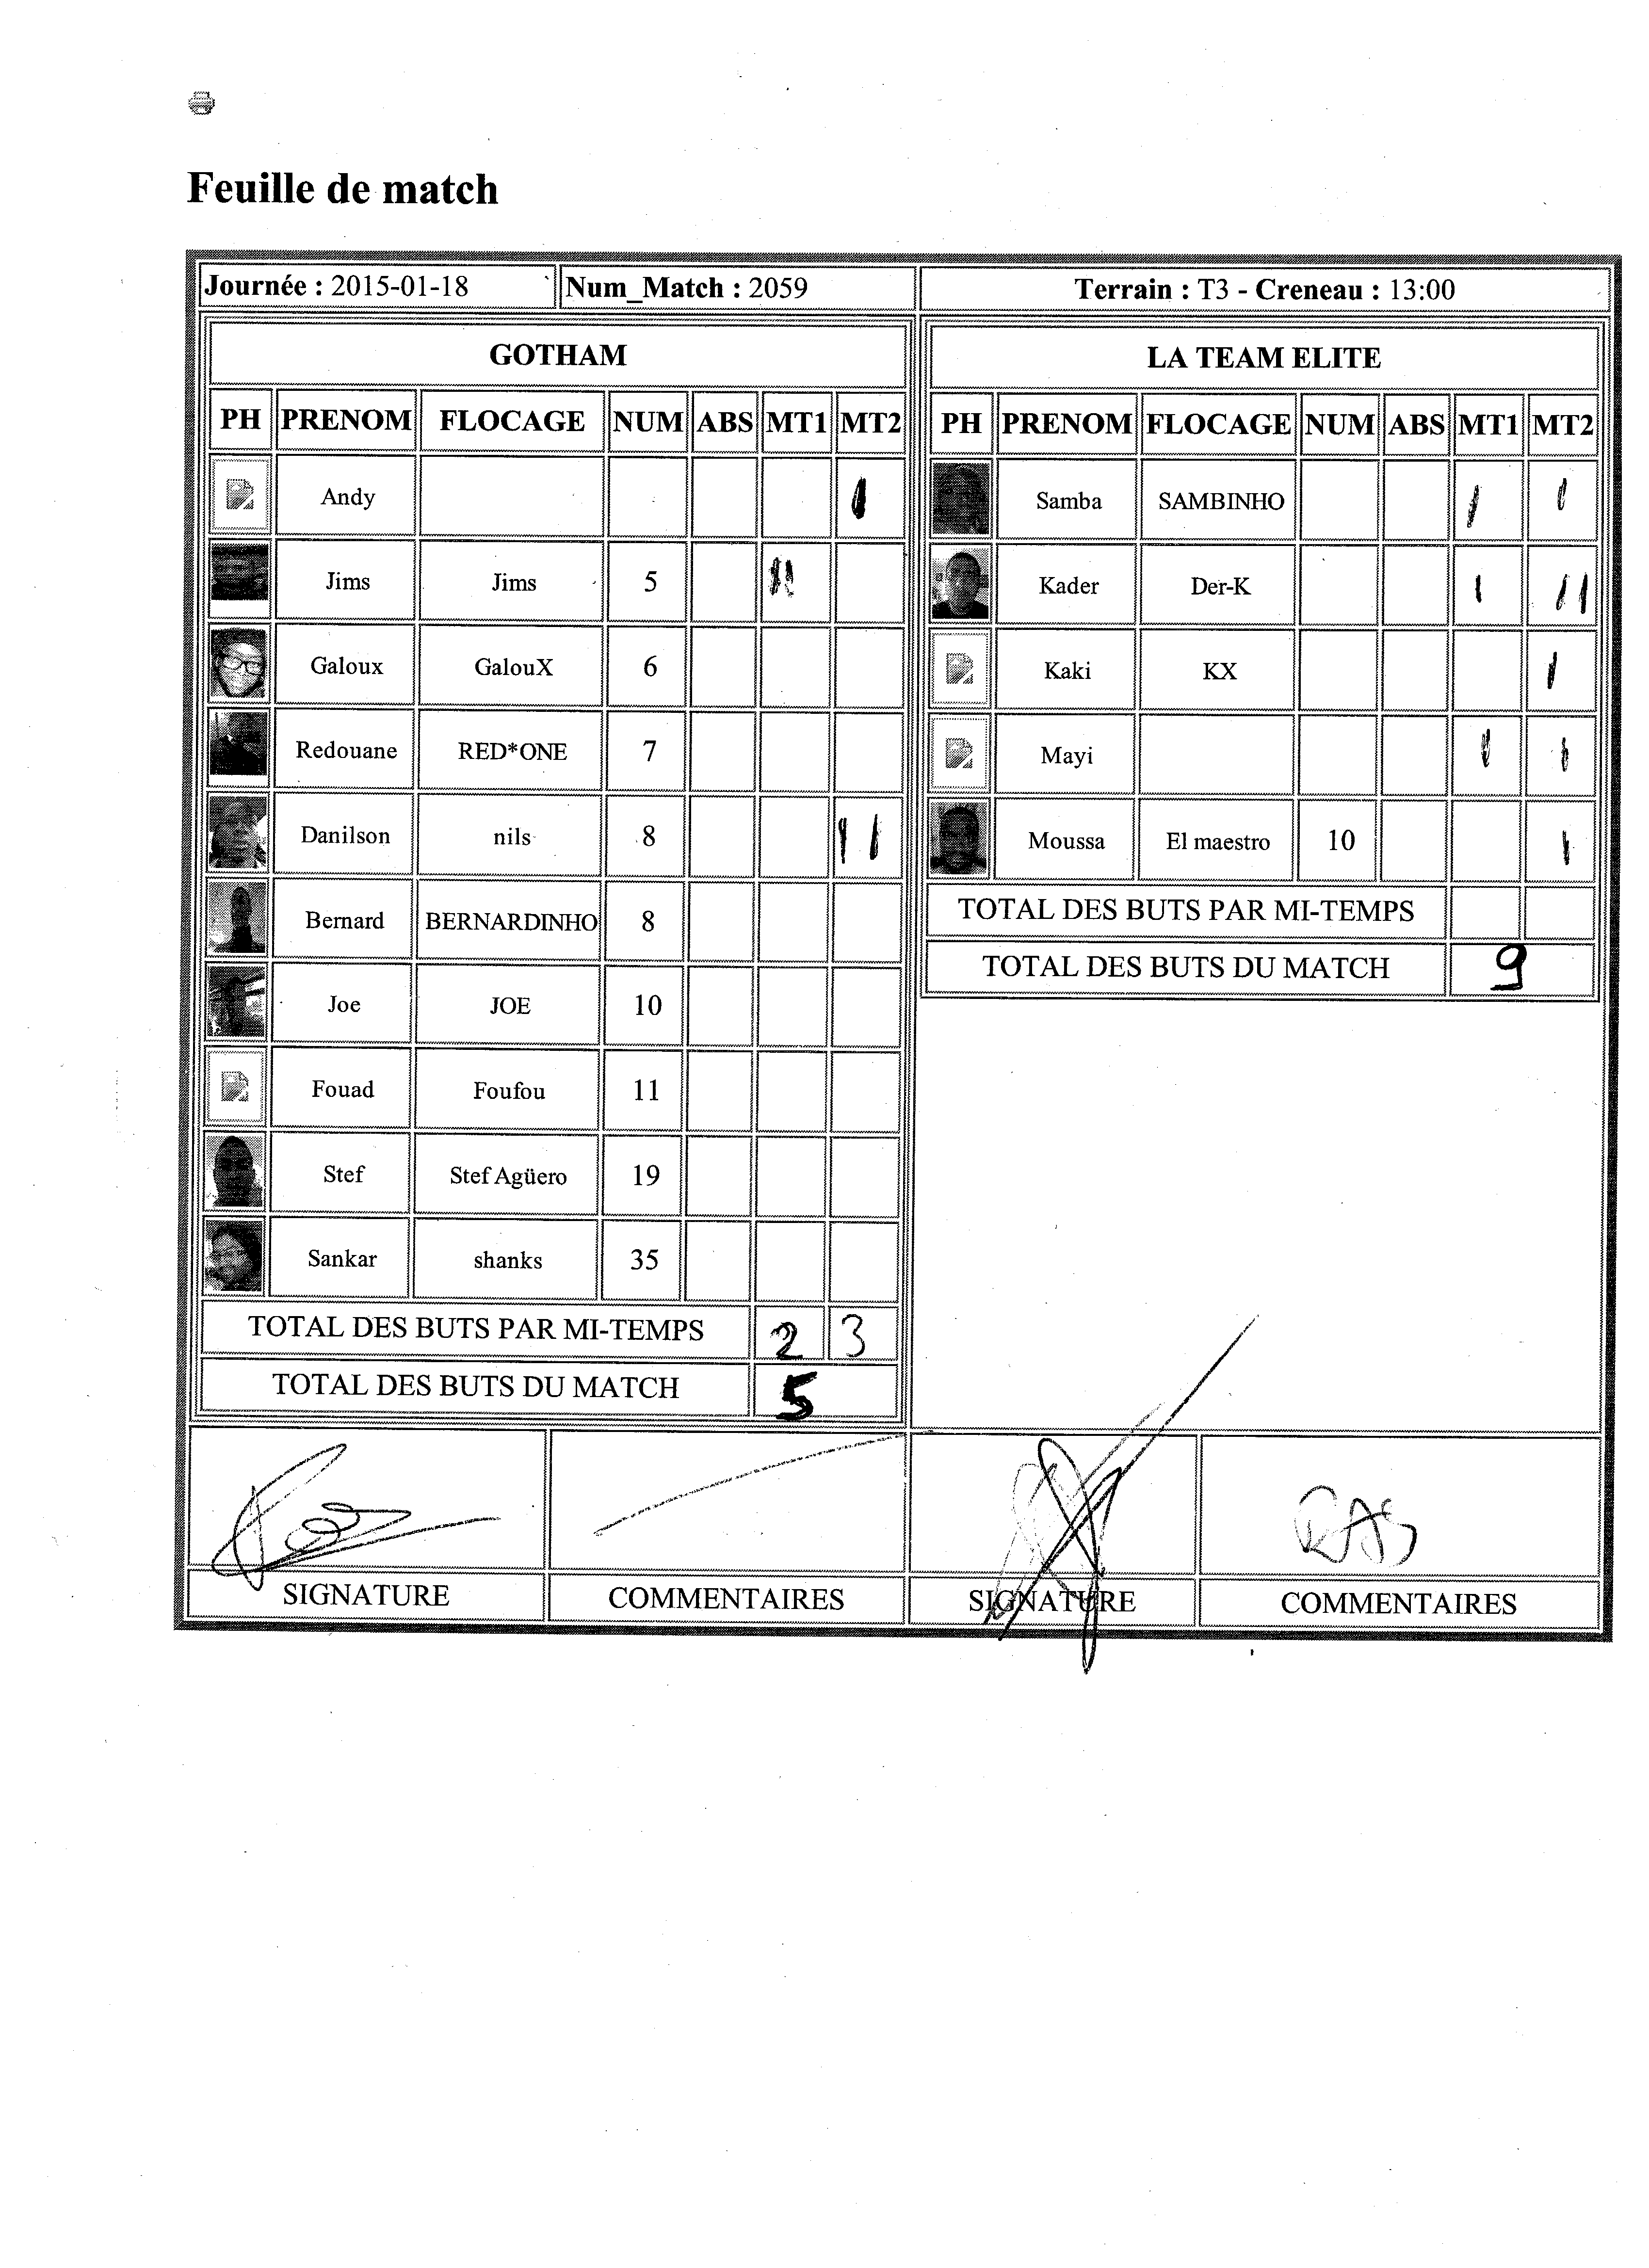 Feuille de match
Journée : 2015-01-18 Num_Match : 2059 Terrain : T3 - Creneau : 13:00
GOTHAM
PH PRENOM FLOCAGE NUM ABS MT1 MT2
Andy I
Jims Jims 5 II
Galoux GalouX 6
Redouane RED*ONE 7
Danilson nils 8 II
Bernard BERNARDINHO 8
Joe JOE 10
Fouad Foufou 11
Stef Stef Agüero 19
Sankar shanks 35
TOTAL DES BUTS PAR MI-TEMPS 2 3
TOTAL DES BUTS DU MATCH 5
SIGNATURE COMMENTAIRES
LA TEAM ELITE
PH PRENOM FLOCAGE NUM ABS MT1 MT2
Samba SAMBINHO I I
Kader Der-K I II
Kaki KX I
Mayi I I
Moussa El maestro 10 I
TOTAL DES BUTS PAR MI-TEMPS
TOTAL DES BUTS DU MATCH 9
RAS
SIGNATURE COMMENTAIRES